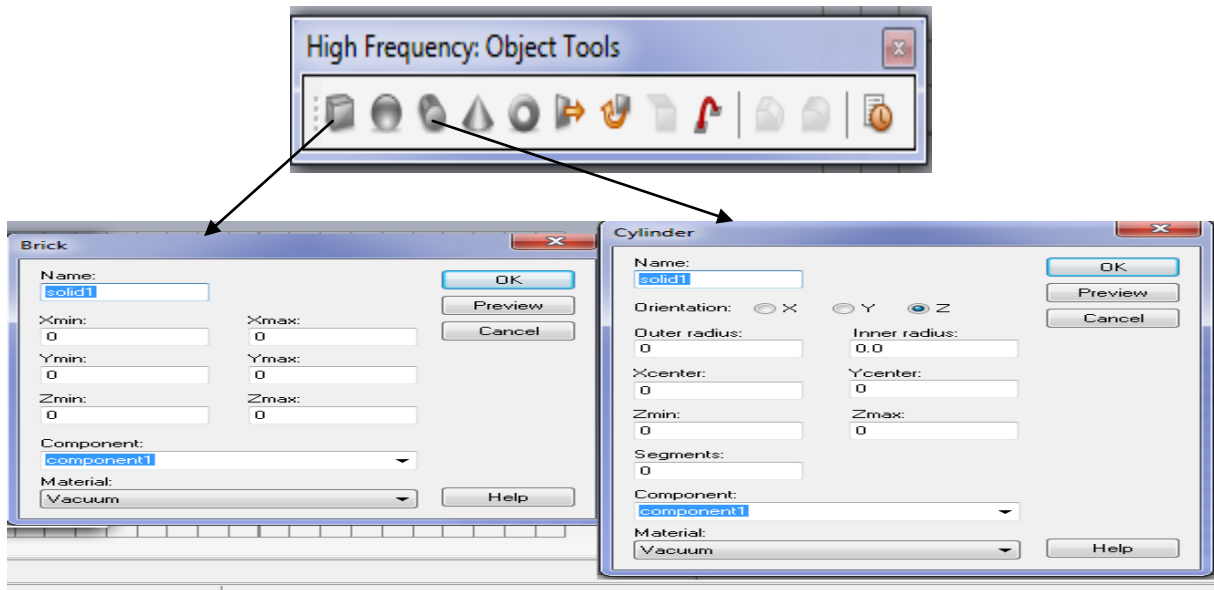 High Frequency: Object Tools
Brick
Name:
solid1
OK
Preview
Cancel
Xmin: Xmax:
0 0
Ymin: Ymax:
0 0
Zmin: Zmax:
0 0
Component:
component1
Material:
Vacuum
Help
Cylinder
Name:
solid1
OK
Preview
Cancel
Orientation: X Y Z
Outer radius: Inner radius:
0 0.0
Xcenter: Ycenter:
0 0
Zmin: Zmax:
0 0
Segments:
0
Component:
component1
Material:
Vacuum
Help